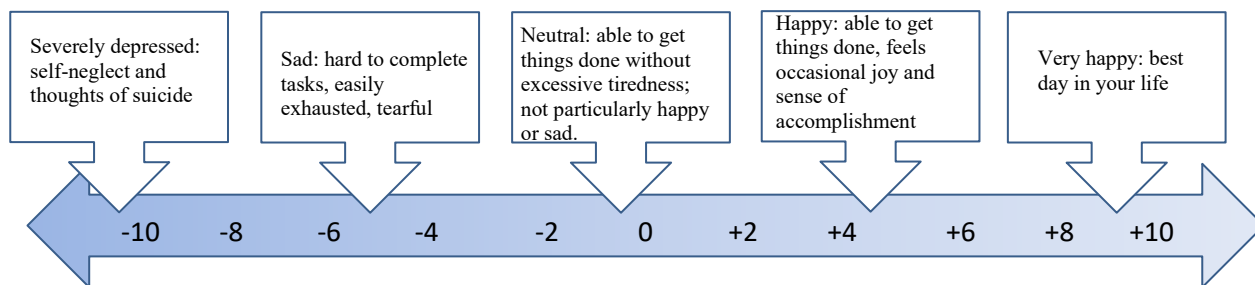 Severely depressed:
self-neglect and
thoughts of suicide
Sad: hard to complete
tasks, easily
exhausted, tearful
Neutral: able to get
things done without
excessive tiredness;
not particularly happy
or sad.
Happy: able to get
things done, feels
occasional joy and
sense of
accomplishment
Very happy: best
day in your life
-10 -8 -6 -4 -2 0 +2 +4 +6 +8 +10